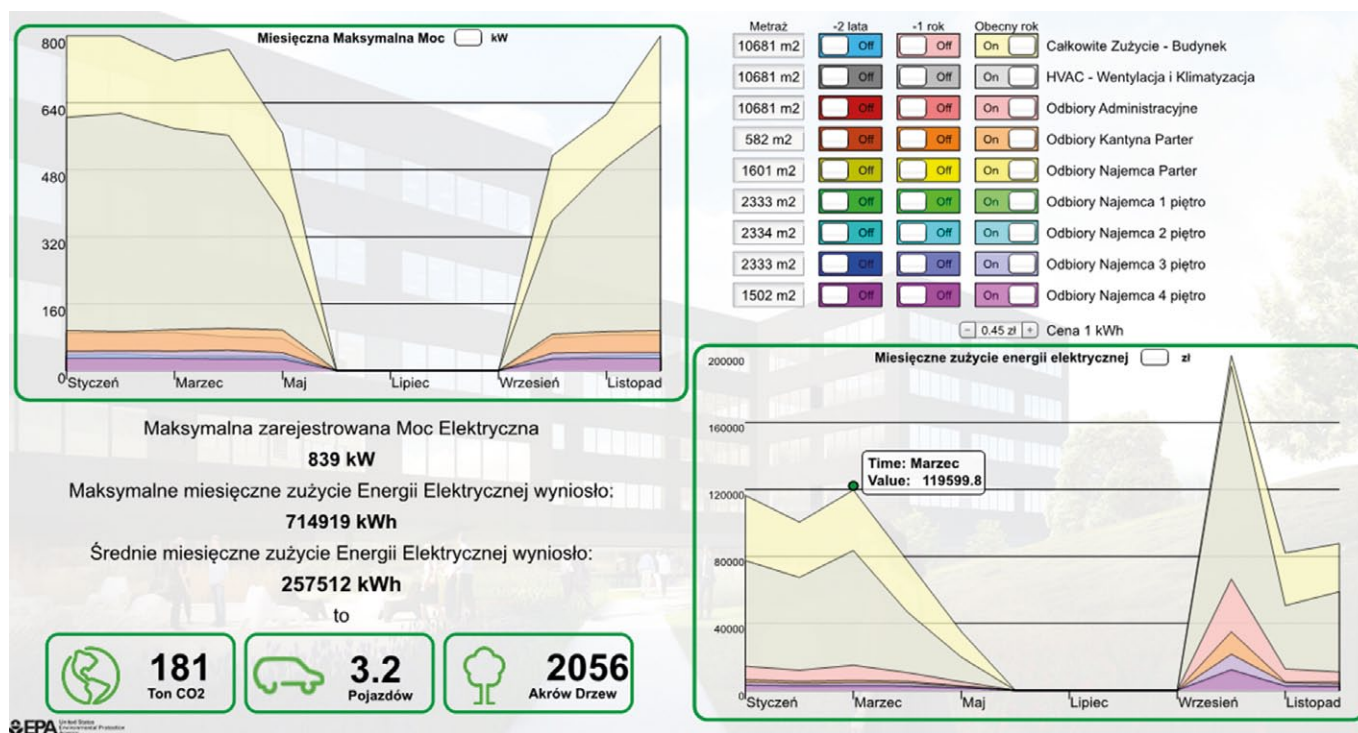 Miesięczna Maksymalna Moc kW
800
640
480
320
160
0
Styczeń Marzec Maj Lipiec Wrzesień Listopad
Metraż -2 lata -1 rok Obecny rok
10681 m2 Off Off On Całkowite Zużycie - Budynek
10681 m2 Off Off On HVAC - Wentylacja i Klimatyzacja
10681 m2 Off Off On Odbiory Administracyjne
582 m2 Off Off On Odbiory Kantyna Parter
1601 m2 Off Off On Odbiory Najemca Parter
2333 m2 Off Off On Odbiory Najemca 1 piętro
2334 m2 Off Off On Odbiory Najemca 2 piętro
2333 m2 Off Off On Odbiory Najemca 3 piętro
1502 m2 Off Off On Odbiory Najemca 4 piętro
- 0.45 zł + Cena 1 kWh
Miesięczne zużycie energii elektrycznej zł
200000
160000
120000
80000
40000
0
Time: Marzec
Value: 119599.8
Styczeń Marzec Maj Lipiec Wrzesień Listopad
Maksymalna zarejestrowana Moc Elektryczna
839 kW
Maksymalne miesięczne zużycie Energii Elektrycznej wyniosło:
714919 kWh
Średnie miesięczne zużycie Energii Elektrycznej wyniosło:
257512 kWh
to
181
Ton CO2
3.2
Pojazdów
2056
Akrów Drzew
EPA
United States
Environmental Protection